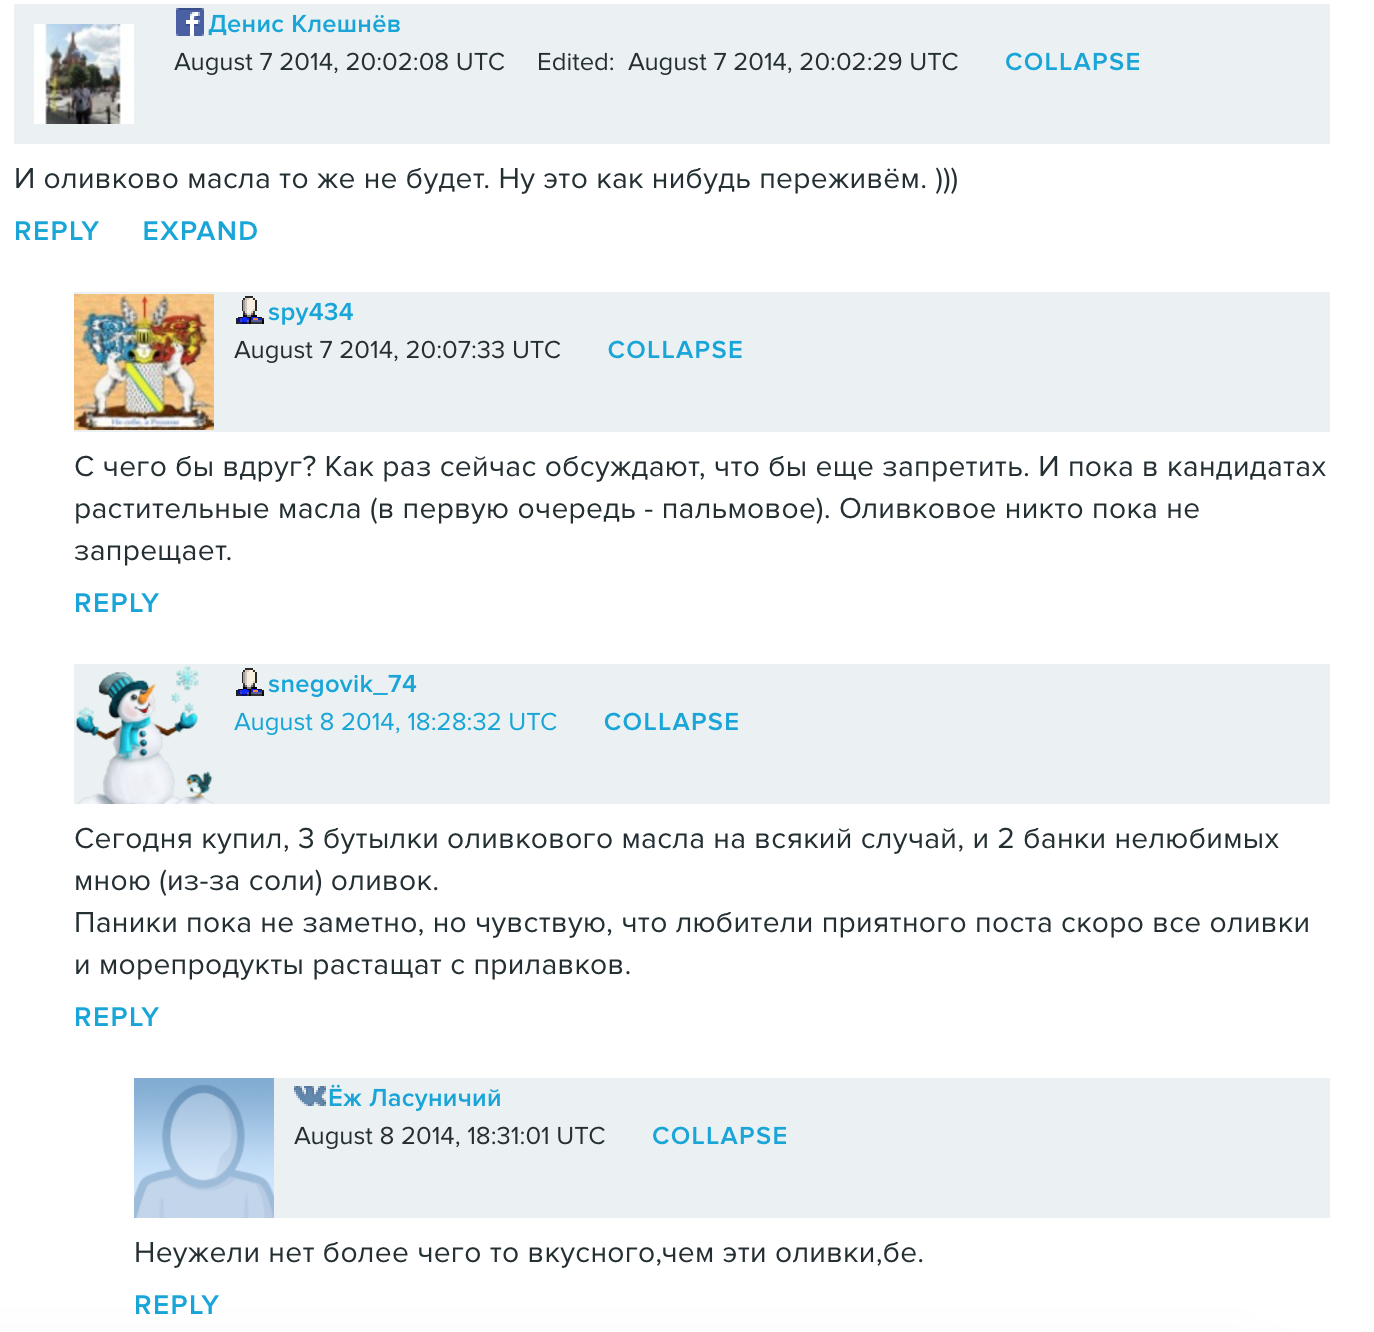 Денис Клешнёв
August 7 2014, 20:02:08 UTC Edited: August 7 2014, 20:02:29 UTC COLLAPSE
И оливково масла то же не будет. Ну это как нибудь переживём. )))
REPLY EXPAND
spy434
August 7 2014, 20:07:33 UTC COLLAPSE
С чего бы вдруг? Как раз сейчас обсуждают, что бы еще запретить. И пока в кандидатах
растительные масла (в первую очередь - пальмовое). Оливковое никто пока не
запрещает.
REPLY
snegovik_74
August 8 2014, 18:28:32 UTC COLLAPSE
Сегодня купил, 3 бутылки оливкового масла на всякий случай, и 2 банки нелюбимых
мною (из-за соли) оливок.
Паники пока не заметно, но чувствую, что любители приятного поста скоро все оливки
и морепродукты растащат с прилавков.
REPLY
Ёж Ласуничий
August 8 2014, 18:31:01 UTC COLLAPSE
Неужели нет более чего то вкусного,чем эти оливки,бе.
REPLY